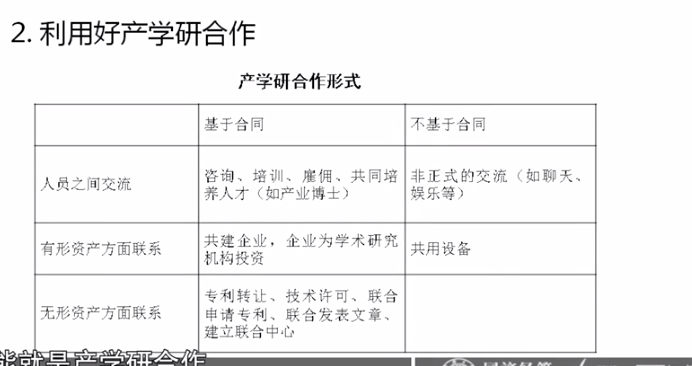 2. 利用好产学研合作
产学研合作形式
基于合同
不基于合同
人员之间交流
咨询、培训、雇佣、共同培
养人才（如产业博士）
非正式的交流（如聊天、
娱乐等）
有形资产方面联系
共建企业，企业为学术研究
机构投资
共用设备
无形资产方面联系
专利转让、技术许可、联合
申请专利、联合发表文章、
建立联合中心
能就是产学研合作